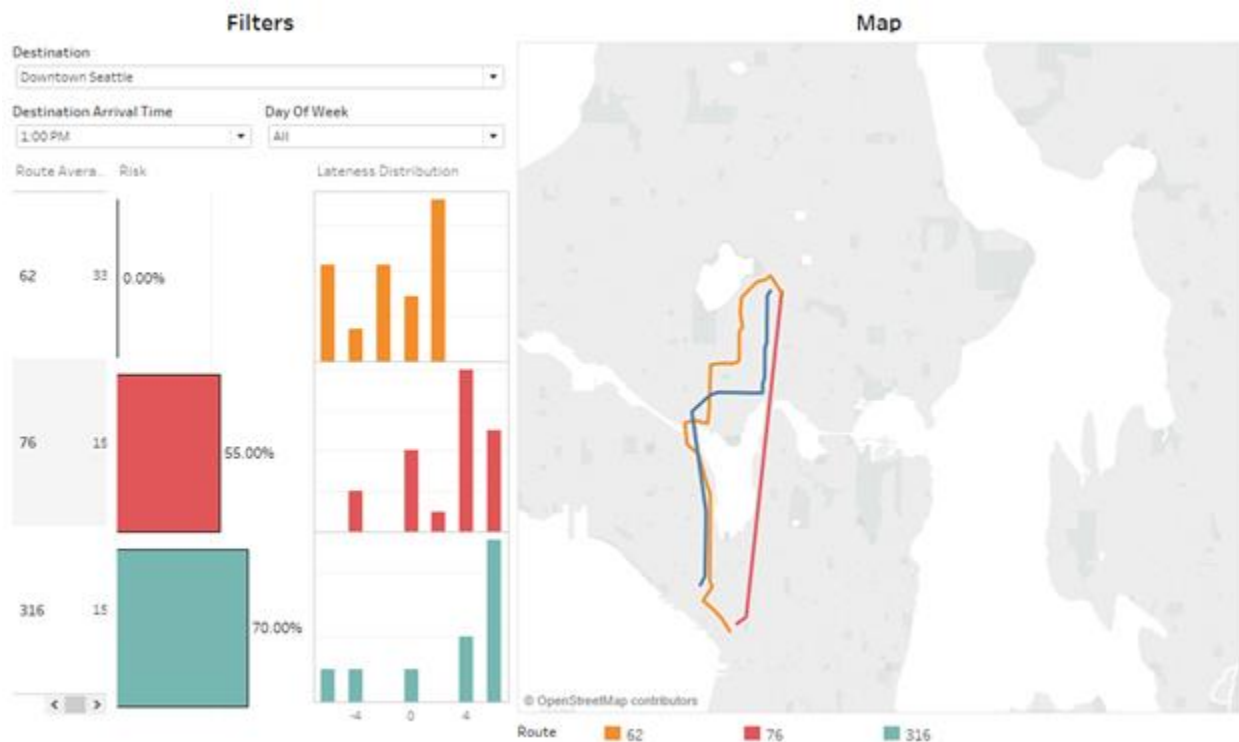 Filters
Map
Destination
Downtown Seattle
Destination Arrival Time
Day Of Week
1:00 PM
All
Route Avera..
Risk
Lateness Distribution
62
33
0.00%
76
55.00%
316
70.00%
-4
0
4
© OpenStreetMap contributors
Route
62
76
316